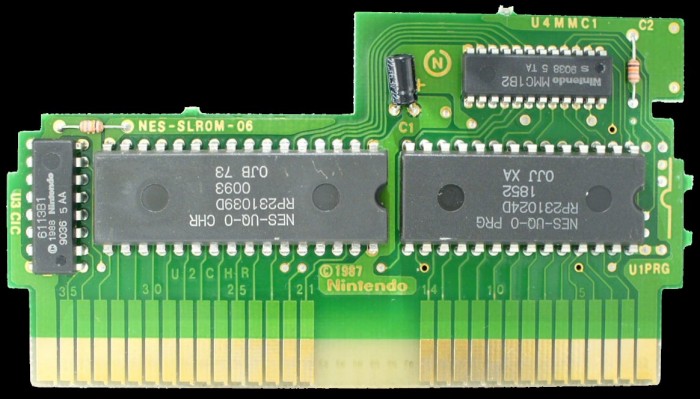 U4MMC1
C2
Nintendo
MMC1B2
S 9038 5 TA
N
C1
+
NES-SLROM-06
U3 CIC
6113B1
© 1988 Nintendo
9036 5 AA
NES-UQ-0 CHR
RP231039D
0093
0JB 73
NES-UQ-0 PRG
RP231024D
1852
0JJ XA
U2CHR
©1987
Nintendo
U1PRG
35
30
25
21
14
10
5